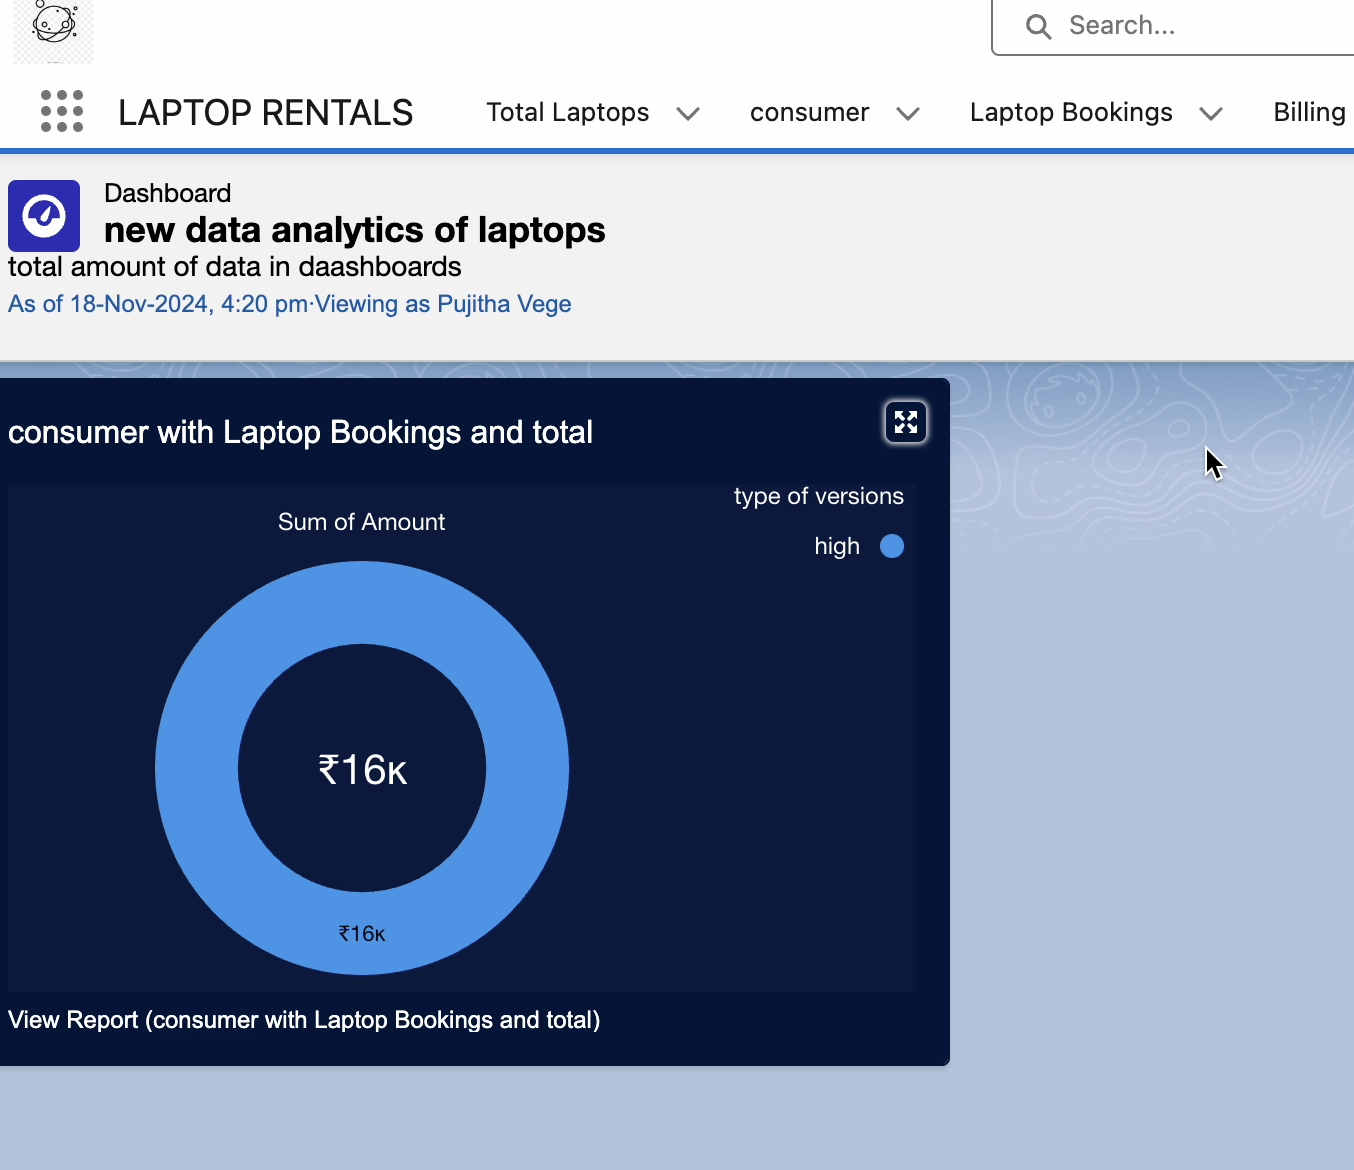 Search...
LAPTOP RENTALS Total Laptops consumer Laptop Bookings Billing
Dashboard
new data analytics of laptops
total amount of data in daashboards
As of 18-Nov-2024, 4:20 pm·Viewing as Pujitha Vege
consumer with Laptop Bookings and total
type of versions
Sum of Amount
high
₹16K
₹16K
View Report (consumer with Laptop Bookings and total)